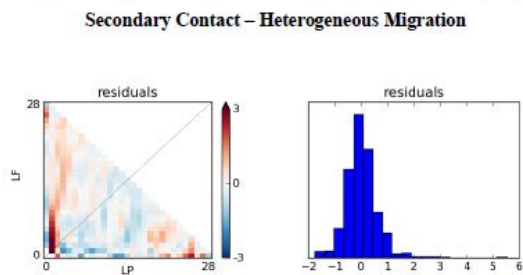 Secondary Contact – Heterogeneous Migration
residuals
28
LF
0
0
LP
28
3
0
-3
residuals
−2 −1 0 1 2 3 4 5 6